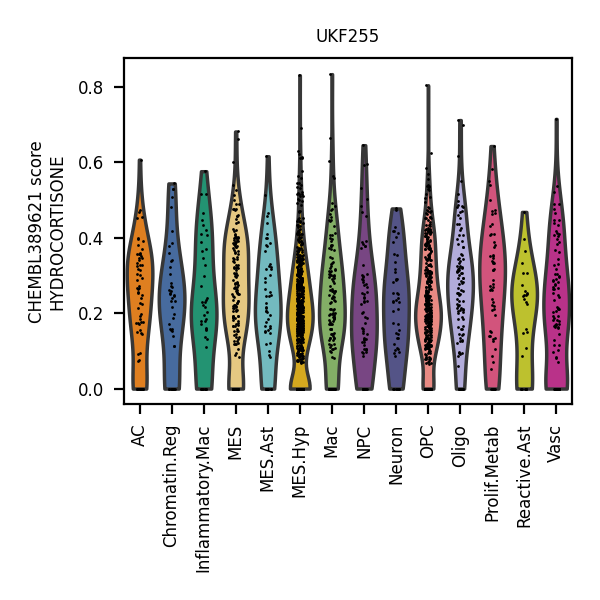 UKF255
CHEMBL389621 score
HYDROCORTISONE
0.8
0.6
0.4
0.2
0.0
AC
Chromatin.Reg
Inflammatory.Mac
MES
MES.Ast
MES.Hyp
Mac
NPC
Neuron
OPC
Oligo
Prolif.Metab
Reactive.Ast
Vasc